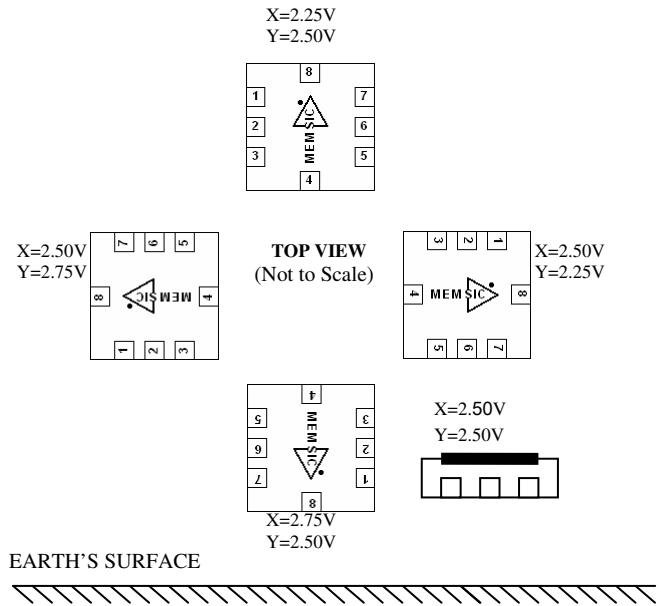 X=2.25V
Y=2.50V
8
1
7
2
6
3
5
MEMSIC
4
X=2.50V
Y=2.75V
7 6 5
8
MEMSIC
4
1 2 3
TOP VIEW
(Not to Scale)
3 2 1
4
MEMSIC
8
5 6 7
X=2.50V
Y=2.25V
4
5
3
6
2
7
1
MEMSIC
8
X=2.75V
Y=2.50V
X=2.50V
Y=2.50V
EARTH'S SURFACE